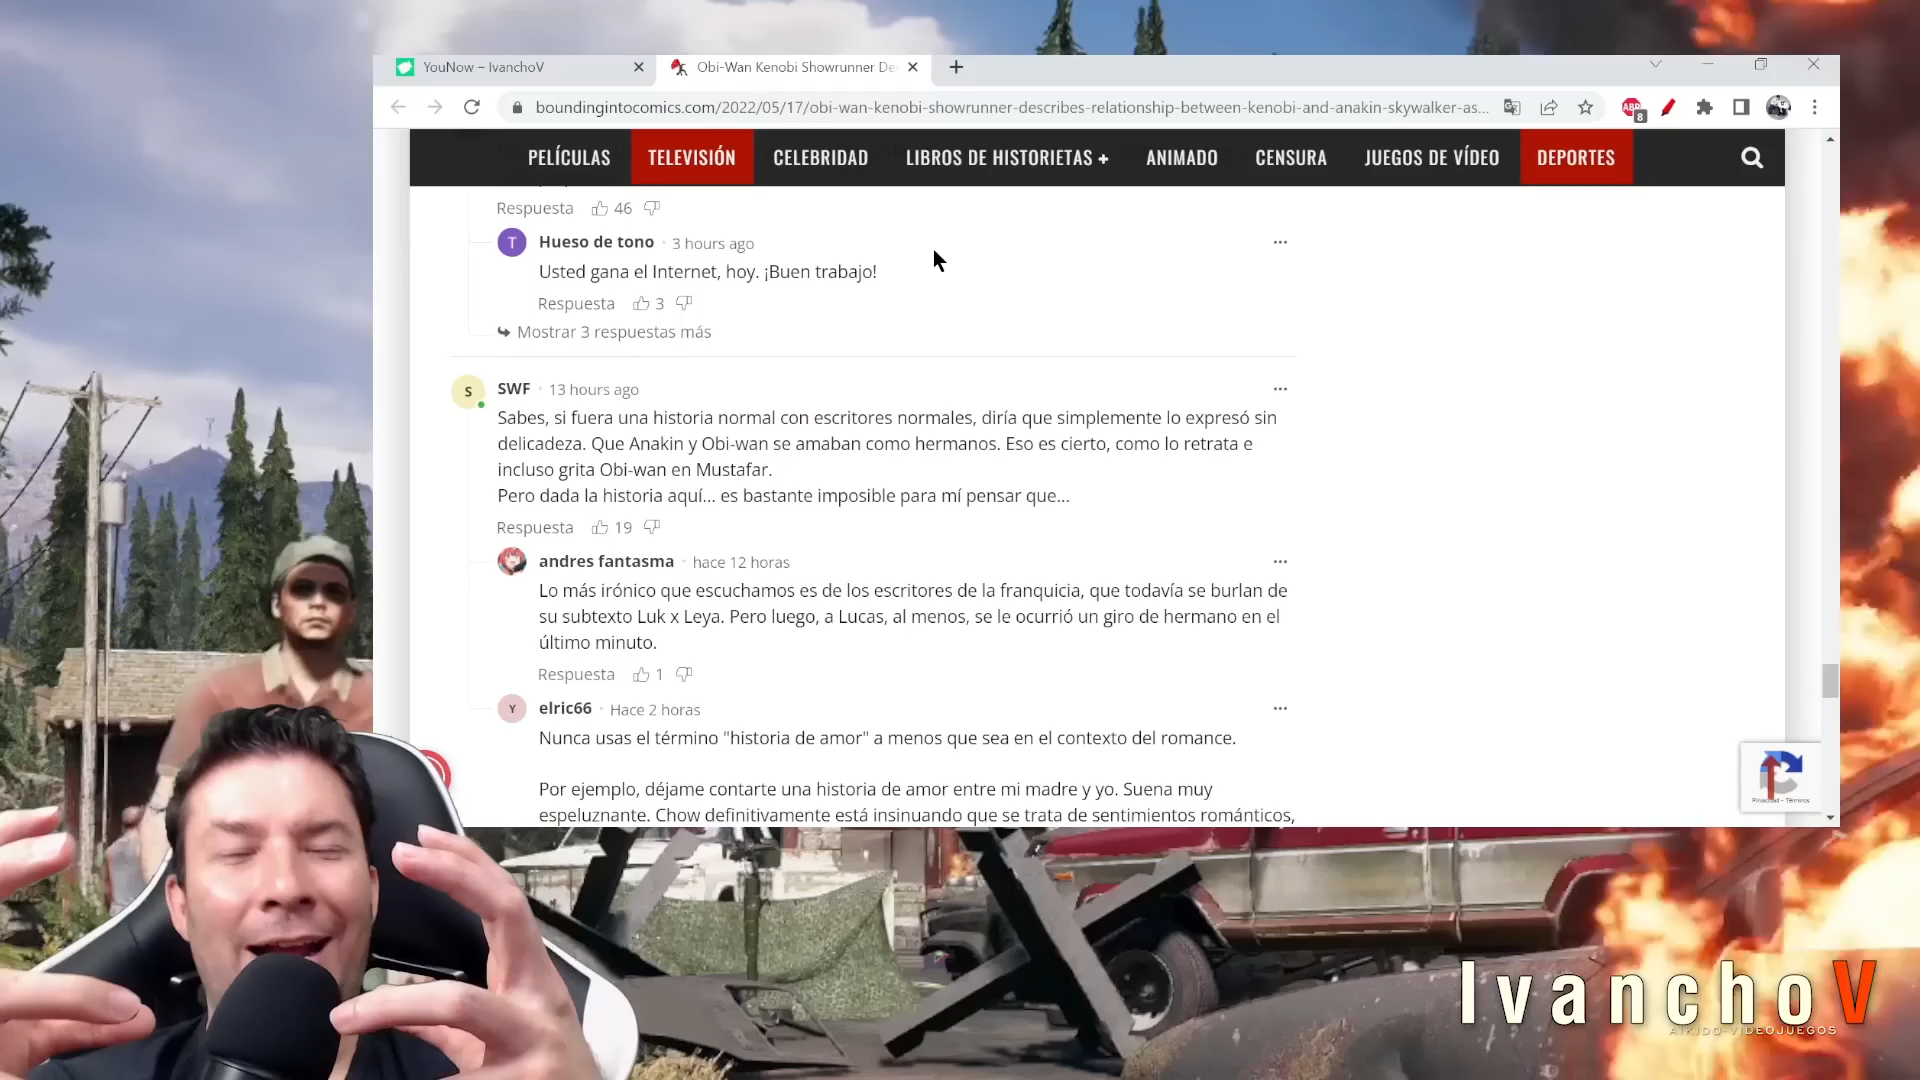 YouNow – IvanchoV
Obi-Wan Kenobi Showrunner De
boundingintocomics.com/2022/05/17/obi-wan-kenobi-showrunner-describes-relationship-between-kenobi-and-anakin-skywalker-as...
8
PELÍCULAS TELEVISIÓN CELEBRIDAD LIBROS DE HISTORIETAS + ANIMADO CENSURA JUEGOS DE VÍDEO DEPORTES
Respuesta 46
T Hueso de tono · 3 hours ago ...
Usted gana el Internet, hoy. ¡Buen trabajo!
Respuesta 3
Mostrar 3 respuestas más
S SWF · 13 hours ago ...
Sabes, si fuera una historia normal con escritores normales, diría que simplemente lo expresó sin
delicadeza. Que Anakin y Obi-wan se amaban como hermanos. Eso es cierto, como lo retrata e
incluso grita Obi-wan en Mustafar.
Pero dada la historia aquí... es bastante imposible para mí pensar que...
Respuesta 19
andres fantasma · hace 12 horas ...
Lo más irónico que escuchamos es de los escritores de la franquicia, que todavía se burlan de
su subtexto Luk x Leya. Pero luego, a Lucas, al menos, se le ocurrió un giro de hermano en el
último minuto.
Respuesta 1
Y elric66 · Hace 2 horas ...
Nunca usas el término "historia de amor" a menos que sea en el contexto del romance.
Por ejemplo, déjame contarte una historia de amor entre mi madre y yo. Suena muy
espeluznante. Chow definitivamente está insinuando que se trata de sentimientos románticos,
Privacidad - Términos
IvanchoV
AIKIDO-VIDEOJUEGOS